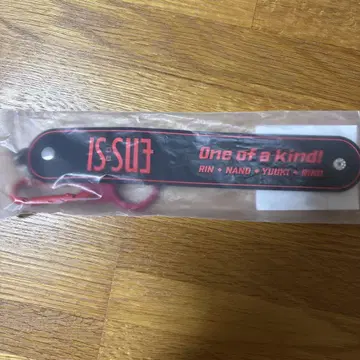 IS:SUE
One of a kind!
RIN + NANO + YUUKI + RINO